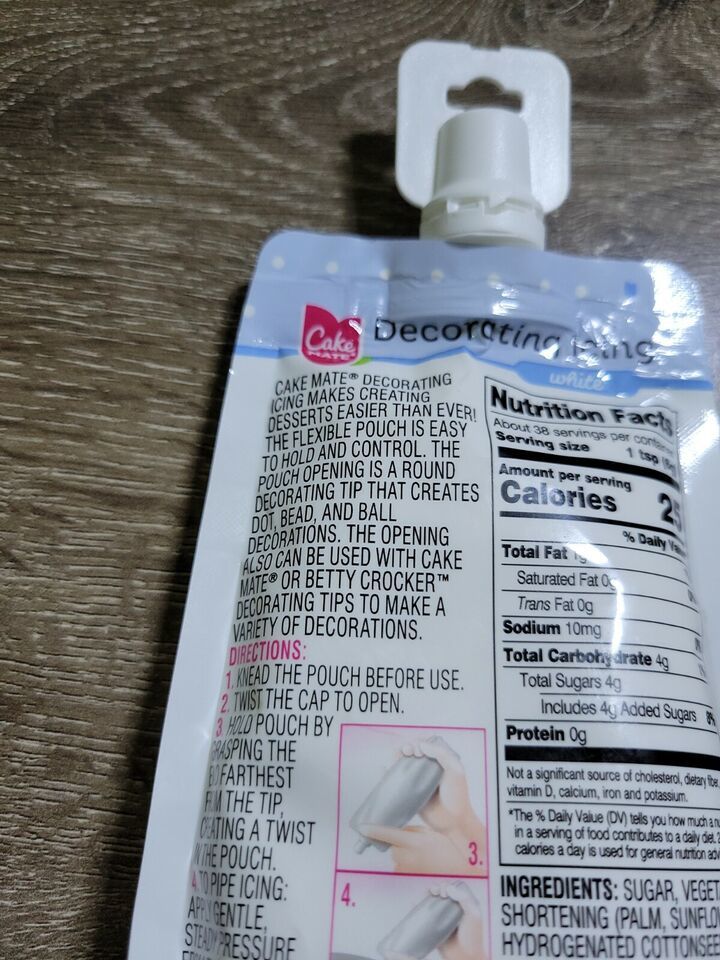 Cake MATE®
Decorating Icing
white
CAKE MATE® DECORATING
ICING MAKES CREATING
DESSERTS EASIER THAN EVER!
THE FLEXIBLE POUCH IS EASY
TO HOLD AND CONTROL. THE
POUCH OPENING IS A ROUND
DECORATING TIP THAT CREATES
DOT, BEAD, AND BALL
DECORATIONS. THE OPENING
ALSO CAN BE USED WITH CAKE
MATE® OR BETTY CROCKER™
DECORATING TIPS TO MAKE A
VARIETY OF DECORATIONS.
DIRECTIONS:
1. KNEAD THE POUCH BEFORE USE.
2. TWIST THE CAP TO OPEN.
3. HOLD POUCH BY
GRASPING THE
FARTHEST
THE TIP,
A TWIST
THE POUCH.
4. TO PIPE ICING:
APPLY GENTLE,
STEADY PRESSURE
3.
4.
Nutrition Facts
About 38 servings per
Serving size 1 tsp
Amount per serving
Calories 25
% Daily
Total Fat
Saturated Fat 0g
Trans Fat 0g
Sodium 10mg
Total Carbohydrate 4g
Total Sugars 4g
Includes 4g Added Sugars 8%
Protein 0g
Not a significant source of cholesterol, dietary
vitamin D, calcium, iron and potassium.
*The % Daily Value (DV) tells you how much a
in a serving of food contributes to a daily diet.
calories a day is used for general nutrition
INGREDIENTS: SUGAR,
SHORTENING (PALM,
HYDROGENATED